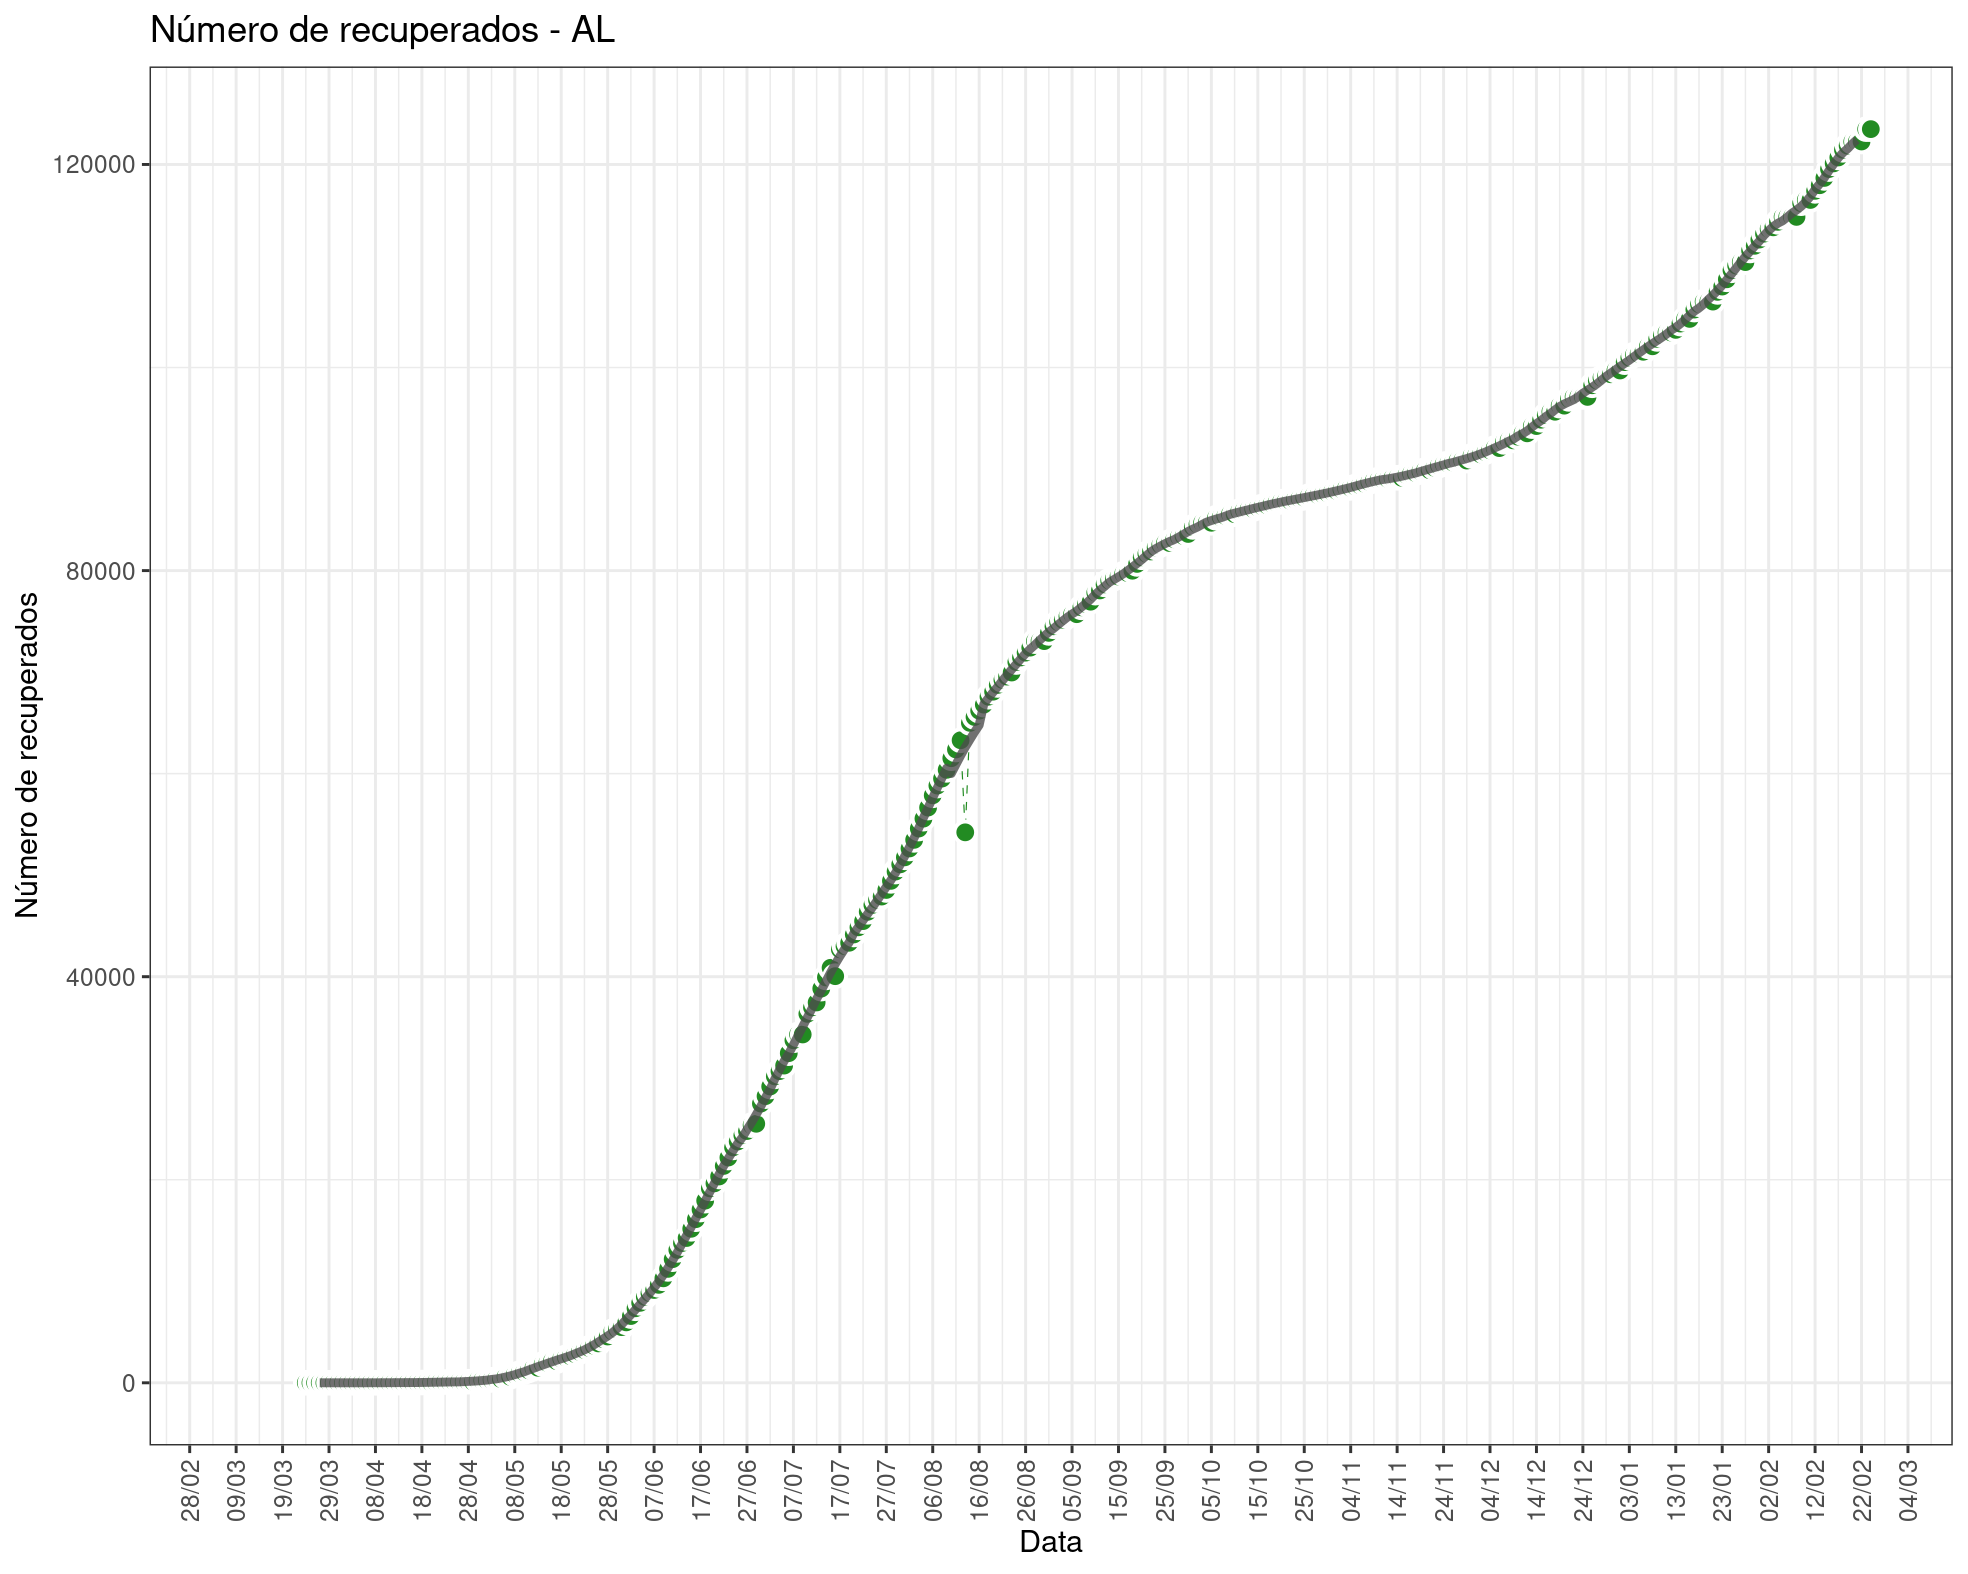 Número de recuperados - AL
Número de recuperados
120000
80000
40000
0
28/02 09/03 19/03 29/03 08/04 18/04 28/04 08/05 18/05 28/05 07/06 17/06 27/06 07/07 17/07 27/07 06/08 16/08 26/08 05/09 15/09 25/09 05/10 15/10 25/10 04/11 14/11 24/11 04/12 14/12 24/12 03/01 13/01 23/01 02/02 12/02 22/02 04/03
Data